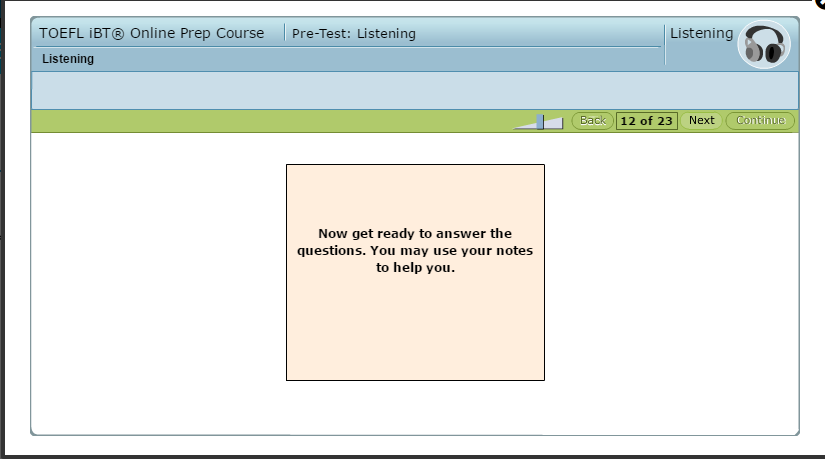 TOEFL iBT® Online Prep Course
Pre-Test: Listening
Listening
Listening
Back
12 of 23
Next
Continue
Now get ready to answer the
questions. You may use your notes
to help you.